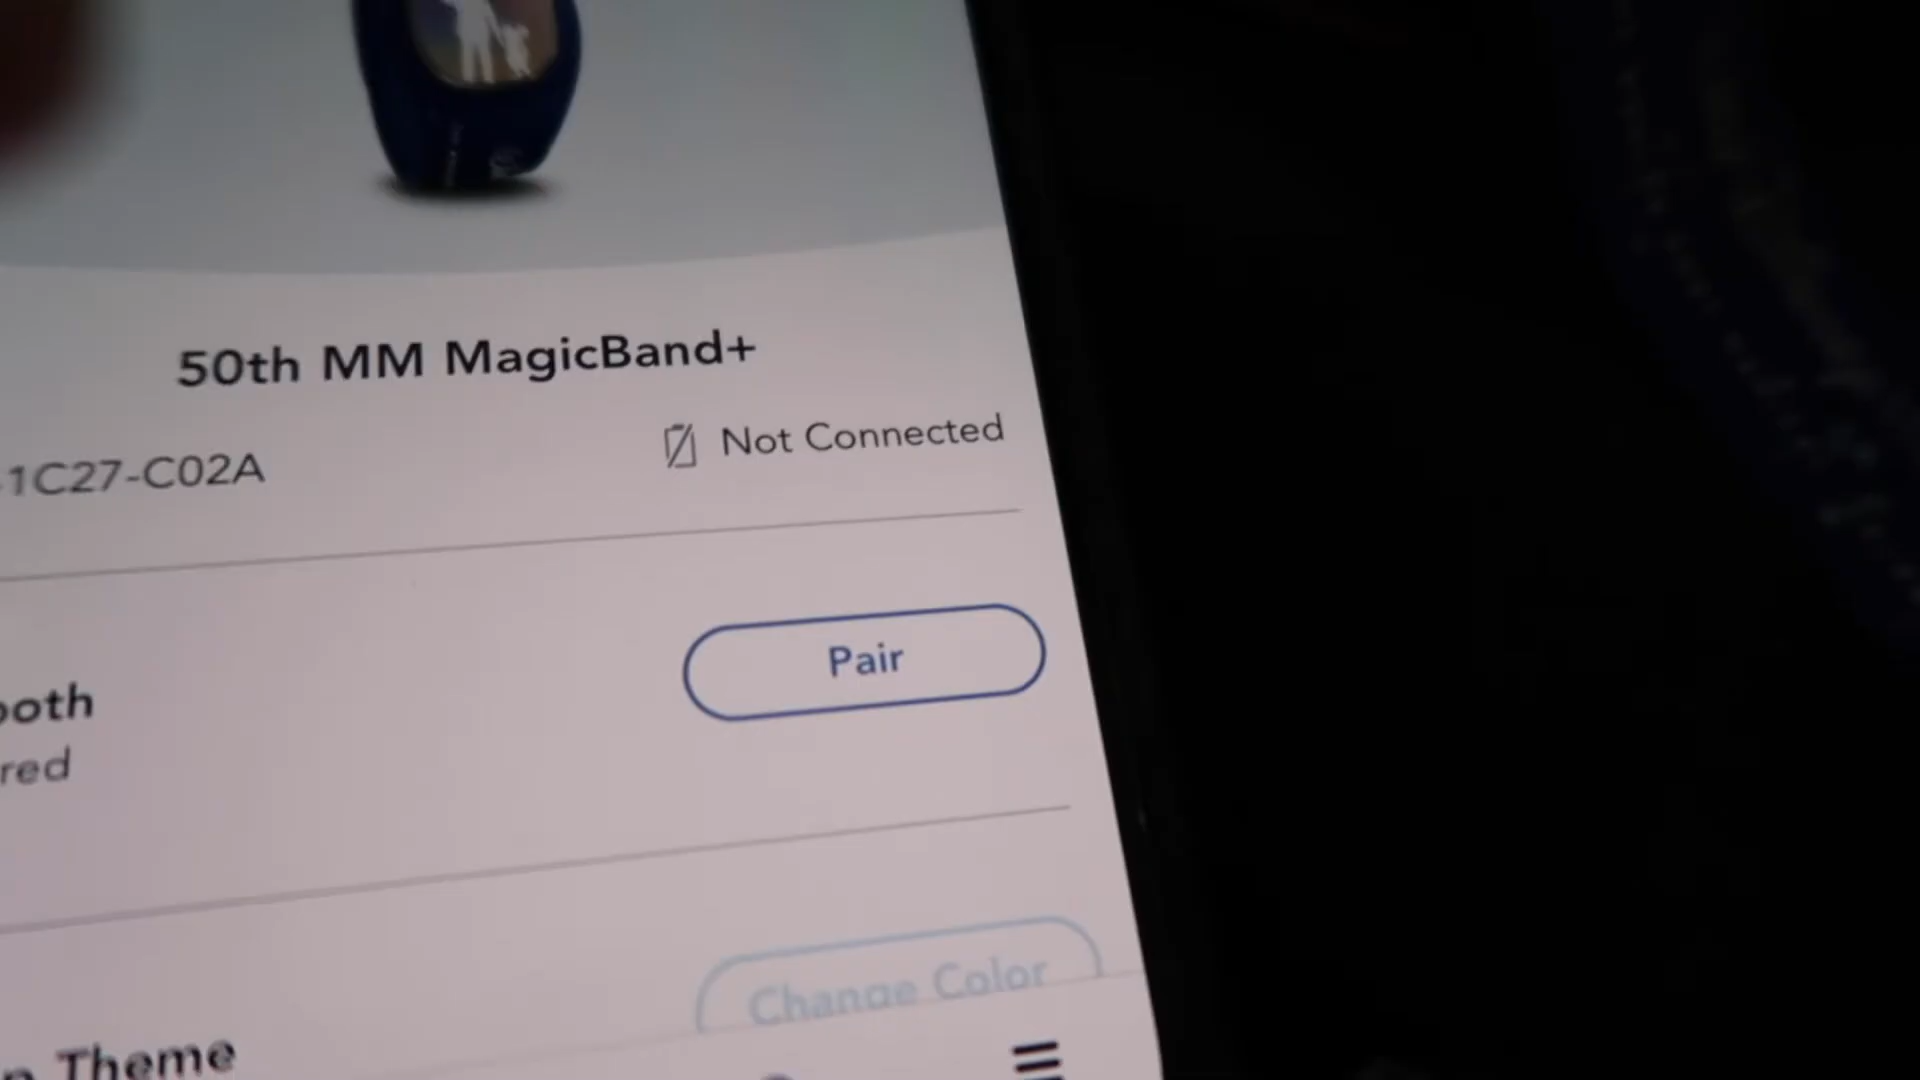 50th MM MagicBand+
-1C27-C02A
Not Connected
ooth
Pair
red
Change Color
Theme